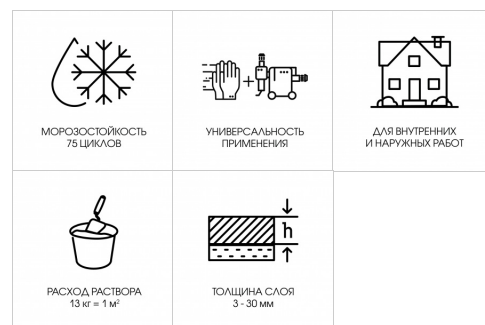 МОРОЗОСТОЙКОСТЬ
75 ЦИКЛОВ
УНИВЕРСАЛЬНОСТЬ
ПРИМЕНЕНИЯ
ДЛЯ ВНУТРЕННИХ
И НАРУЖНЫХ РАБОТ
РАСХОД РАСТВОРА
13 кг = 1 м²
h
ТОЛЩИНА СЛОЯ
3 - 30 мм